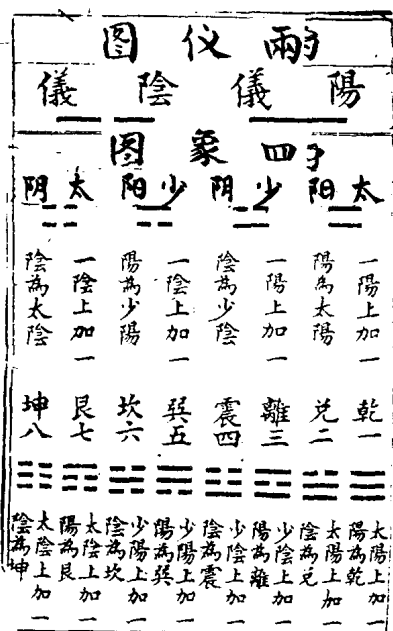 兩仪图
陽儀 陰儀
四象图
太阳 少阴 少阳 太阴
一陽上加一
陽為太陽
一陽上加一
陰為少陰
一陰上加一
陽為少陽
一陰上加一
陰為太陰
乾一
兌二
離三
震四
巽五
坎六
艮七
坤八
太陽上加一
陽為乾
太陽上加一
陰為兌
少陰上加一
陽為離
少陰上加一
陰為震
少陽上加一
陽為巽
少陽上加一
陰為坎
太陰上加一
陽為艮
太陰上加一
陰為坤